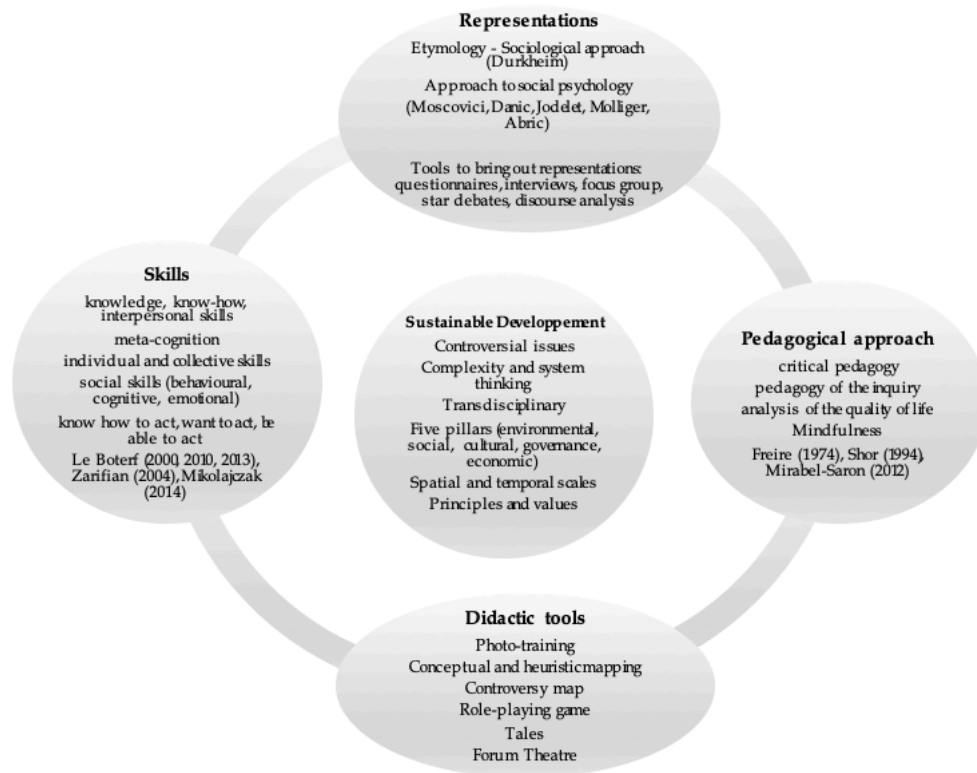 Representations
Etymology - Sociological approach
(Durkheim)
Approach to social psychology
(Moscovici, Danic, Jodelet, Molliger,
Abric)
Tools to bring out representations:
questionnaires, interviews, focus group,
star debates, discourse analysis
Skills
knowledge, know-how,
interpersonal skills
meta-cognition
individual and collective skills
social skills (behavioural,
cognitive, emotional)
know how to act, want to act, be
able to act
Le Boterf (2000, 2010, 2013),
Zarifian (2004), Mikolajczak
(2014)
Sustainable Developpement
Controversial issues
Complexity and system
thinking
Transdisciplinary
Five pillars (environmental,
social, cultural, governance,
economic)
Spatial and temporal scales
Principles and values
Pedagogical approach
critical pedagogy
pedagogy of the inquiry
analysis of the quality of life
Mindfulness
Freire (1974), Shor (1994),
Mirabel-Saron (2012)
Didactic tools
Photo-training
Conceptual and heuristic mapping
Controversy map
Role-playing game
Tales
Forum Theatre